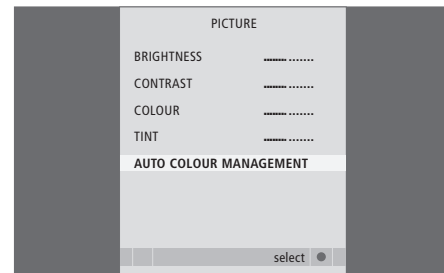 PICTURE
BRIGHTNESS ..............
CONTRAST ..............
COLOUR ..............
TINT ..............
AUTO COLOUR MANAGEMENT
select